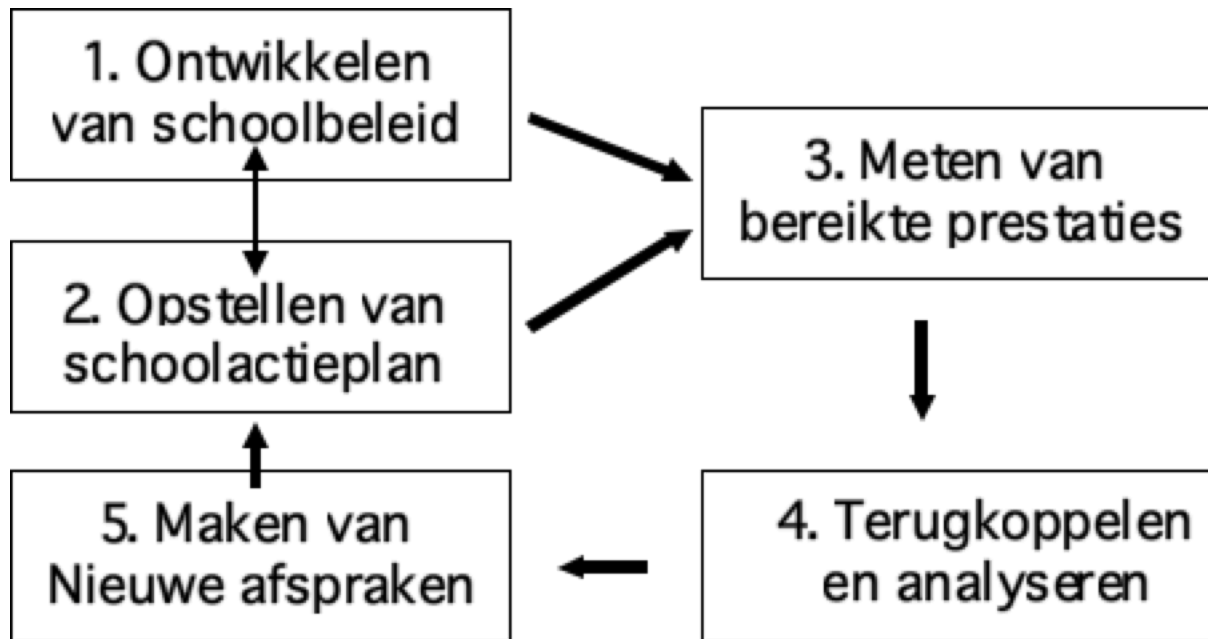 1. Ontwikkelen
van schoolbeleid
2. Opstellen van
schoolactieplan
3. Meten van
bereikte prestaties
4. Terugkoppelen
en analyseren
5. Maken van
Nieuwe afspraken